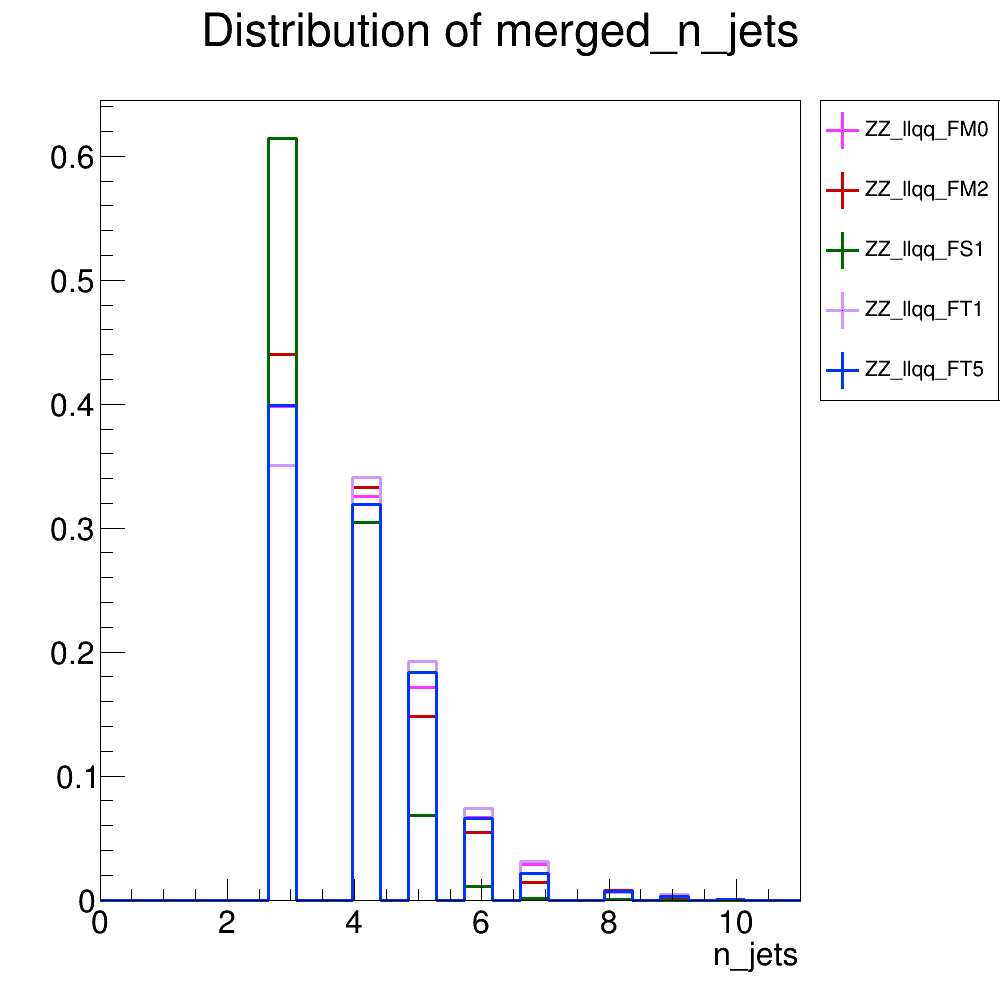 Distribution of merged_n_jets
ZZ_llqq_FM0
ZZ_llqq_FM2
ZZ_llqq_FS1
ZZ_llqq_FT1
ZZ_llqq_FT5
0.6
0.5
0.4
0.3
0.2
0.1
0
0 2 4 6 8 10
n_jets